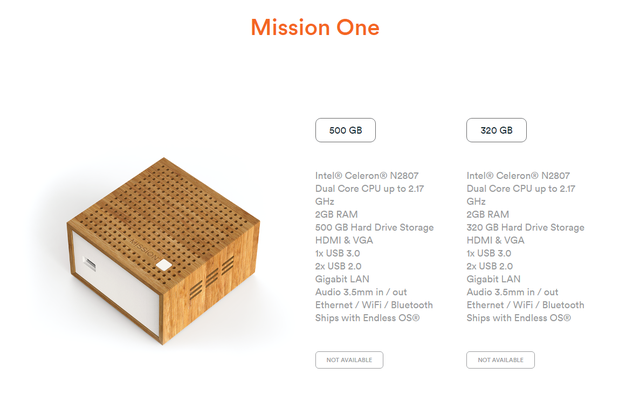 Mission One
500 GB
Intel® Celeron® N2807
Dual Core CPU up to 2.17
GHz
2GB RAM
500 GB Hard Drive Storage
HDMI & VGA
1x USB 3.0
2x USB 2.0
Gigabit LAN
Audio 3.5mm in / out
Ethernet / WiFi / Bluetooth
Ships with Endless OS®
NOT AVAILABLE
320 GB
Intel® Celeron® N2807
Dual Core CPU up to 2.17
GHz
2GB RAM
320 GB Hard Drive Storage
HDMI & VGA
1x USB 3.0
2x USB 2.0
Gigabit LAN
Audio 3.5mm in / out
Ethernet / WiFi / Bluetooth
Ships with Endless OS®
NOT AVAILABLE